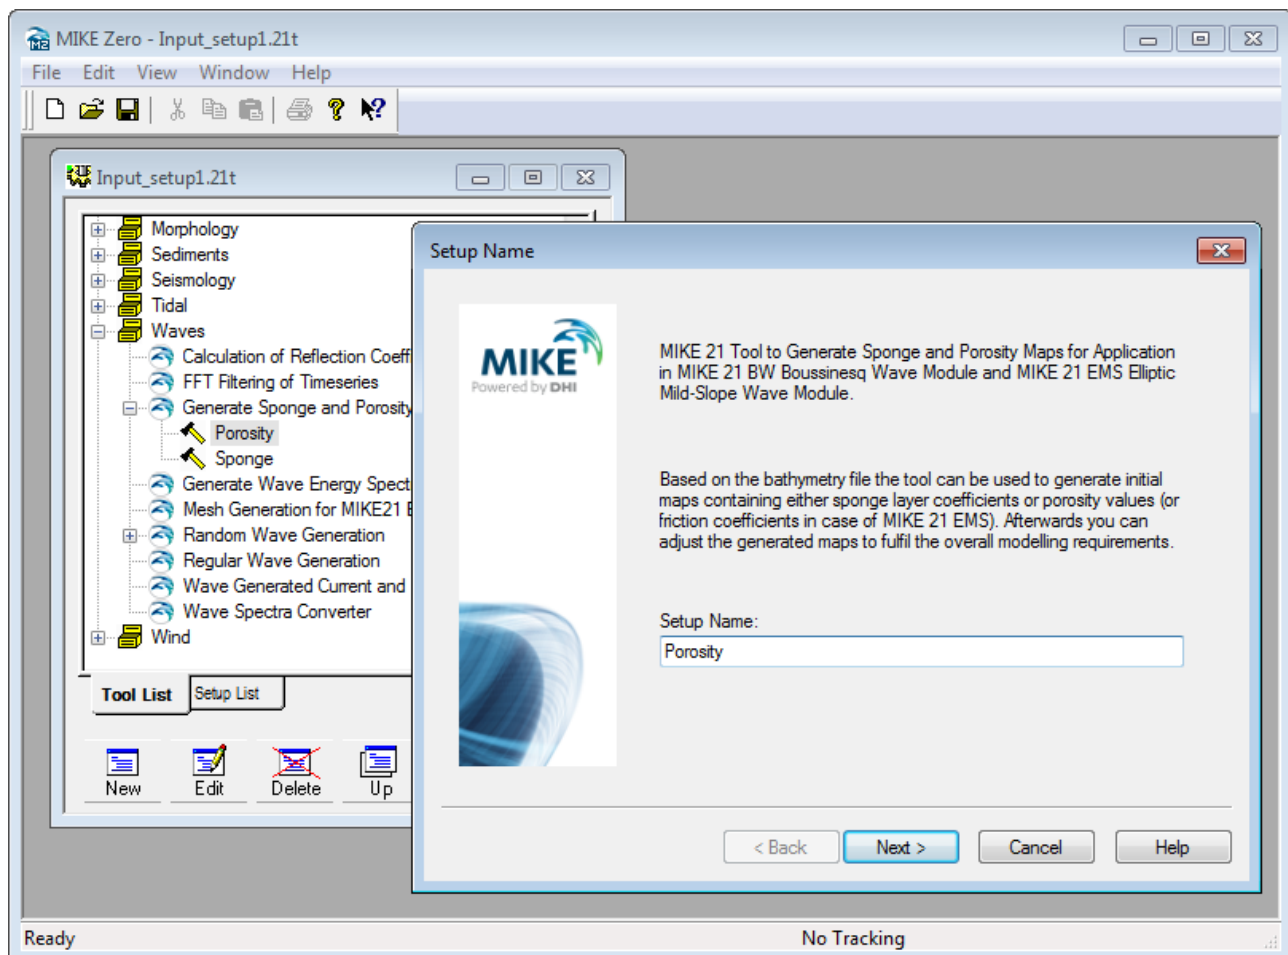 MIKE Zero - Input_setup1.21t
File Edit View Window Help
Input_setup1.21t
Morphology
Sediments
Seismology
Tidal
Waves
Calculation of Reflection Coeff
FFT Filtering of Timeseries
Generate Sponge and Porosity
Porosity
Sponge
Generate Wave Energy Spect
Mesh Generation for MIKE21 E
Random Wave Generation
Regular Wave Generation
Wave Generated Current and
Wave Spectra Converter
Wind
Tool List Setup List
New Edit Delete Up
Setup Name
MIKE
Powered by DHI
MIKE 21 Tool to Generate Sponge and Porosity Maps for Application
in MIKE 21 BW Boussinesq Wave Module and MIKE 21 EMS Elliptic
Mild-Slope Wave Module.
Based on the bathymetry file the tool can be used to generate initial
maps containing either sponge layer coefficients or porosity values (or
friction coefficients in case of MIKE 21 EMS). Afterwards you can
adjust the generated maps to fulfil the overall modelling requirements.
Setup Name:
Porosity
< Back Next > Cancel Help
Ready No Tracking